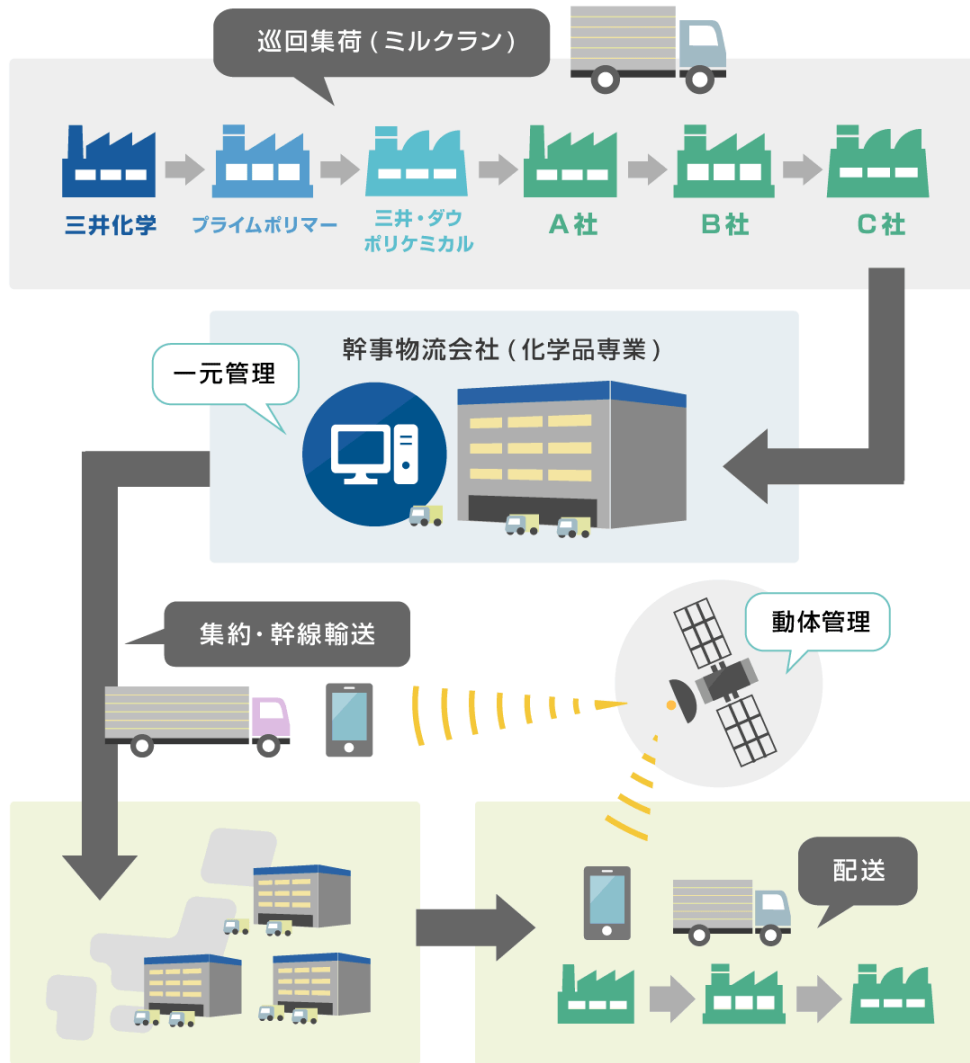 巡回集荷(ミルクラン)
三井化学
プライムポリマー
三井・ダウ
ポリケミカル
A社
B社
C社
幹事物流会社(化学品専業)
一元管理
集約・幹線輸送
動体管理
配送